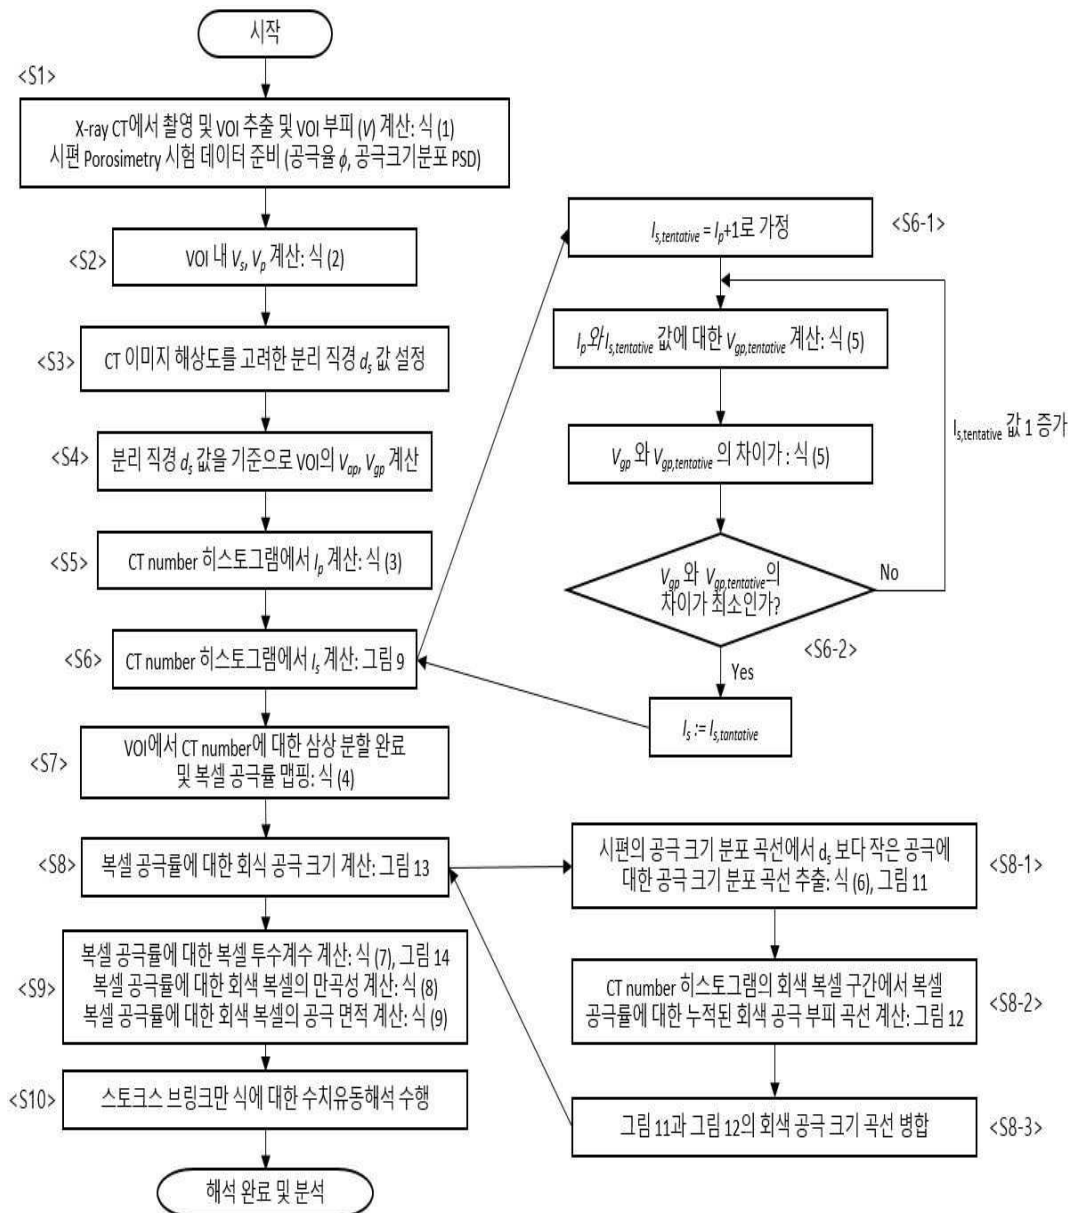 시작
<S1>
X-ray CT에서 촬영 및 VOI 추출 및 VOI 부피 (V) 계산: 식 (1)
시편 Porosimetry 시험 데이터 준비 (공극율 ϕ, 공극크기분포 PSD)
<S2>
VOI 내 Vs, Vp 계산: 식 (2)
<S3>
CT 이미지 해상도를 고려한 분리 직경 ds 값 설정
<S4>
분리 직경 ds 값을 기준으로 VOI의 Vap, Vgp 계산
<S5>
CT number 히스토그램에서 Ip 계산: 식 (3)
<S6>
CT number 히스토그램에서 Is 계산: 그림 9
<S6-1>
Is,tentative = Ip+1로 가정
Ip와 Is,tentative 값에 대한 Vgp,tentative 계산: 식 (5)
Vgp 와 Vgp,tentative 의 차이가 : 식 (5)
Vgp 와 Vgp,tentative의
차이가 최소인가?
No
Is,tentative 값 1 증가
<S6-2>
Yes
Is := Is,tantative
<S7>
VOI에서 CT number에 대한 삼상 분할 완료
및 복셀 공극률 맵핑: 식 (4)
<S8>
복셀 공극률에 대한 회식 공극 크기 계산: 그림 13
<S8-1>
시편의 공극 크기 분포 곡선에서 ds 보다 작은 공극에
대한 공극 크기 분포 곡선 추출: 식 (6), 그림 11
<S8-2>
CT number 히스토그램의 회색 복셀 구간에서 복셀
공극률에 대한 누적된 회색 공극 부피 곡선 계산: 그림 12
<S8-3>
그림 11과 그림 12의 회색 공극 크기 곡선 병합
<S9>
복셀 공극률에 대한 복셀 투수계수 계산: 식 (7), 그림 14
복셀 공극률에 대한 회색 복셀의 만곡성 계산: 식 (8)
복셀 공극률에 대한 회색 복셀의 공극 면적 계산: 식 (9)
<S10>
스토크스 브링크만 식에 대한 수치유동해석 수행
해석 완료 및 분석